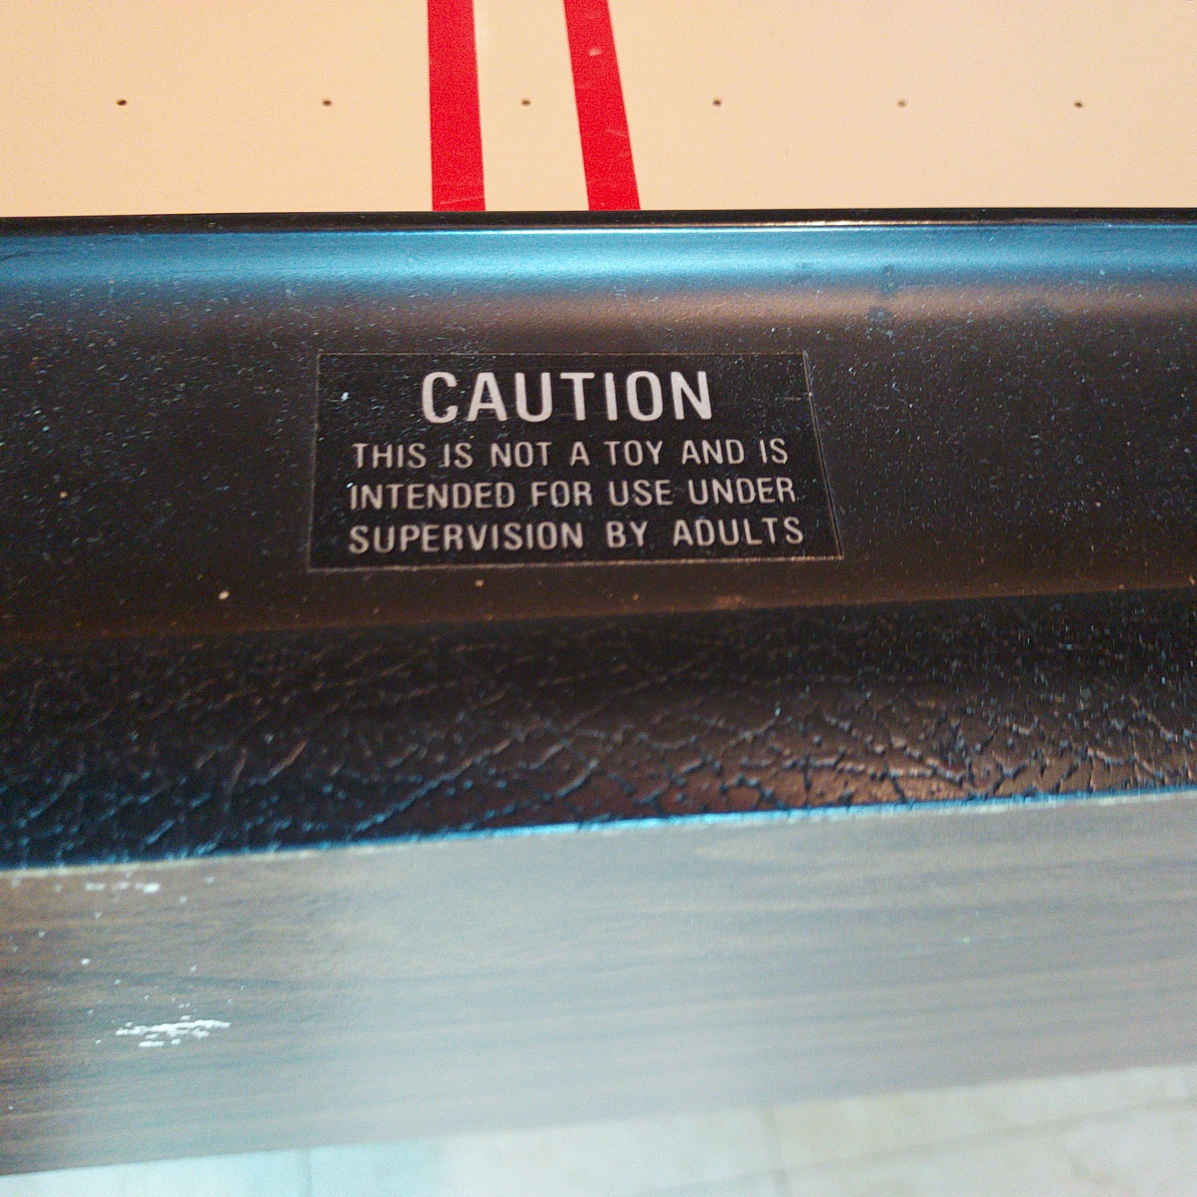 CAUTION
THIS IS NOT A TOY AND IS
INTENDED FOR USE UNDER
SUPERVISION BY ADULTS